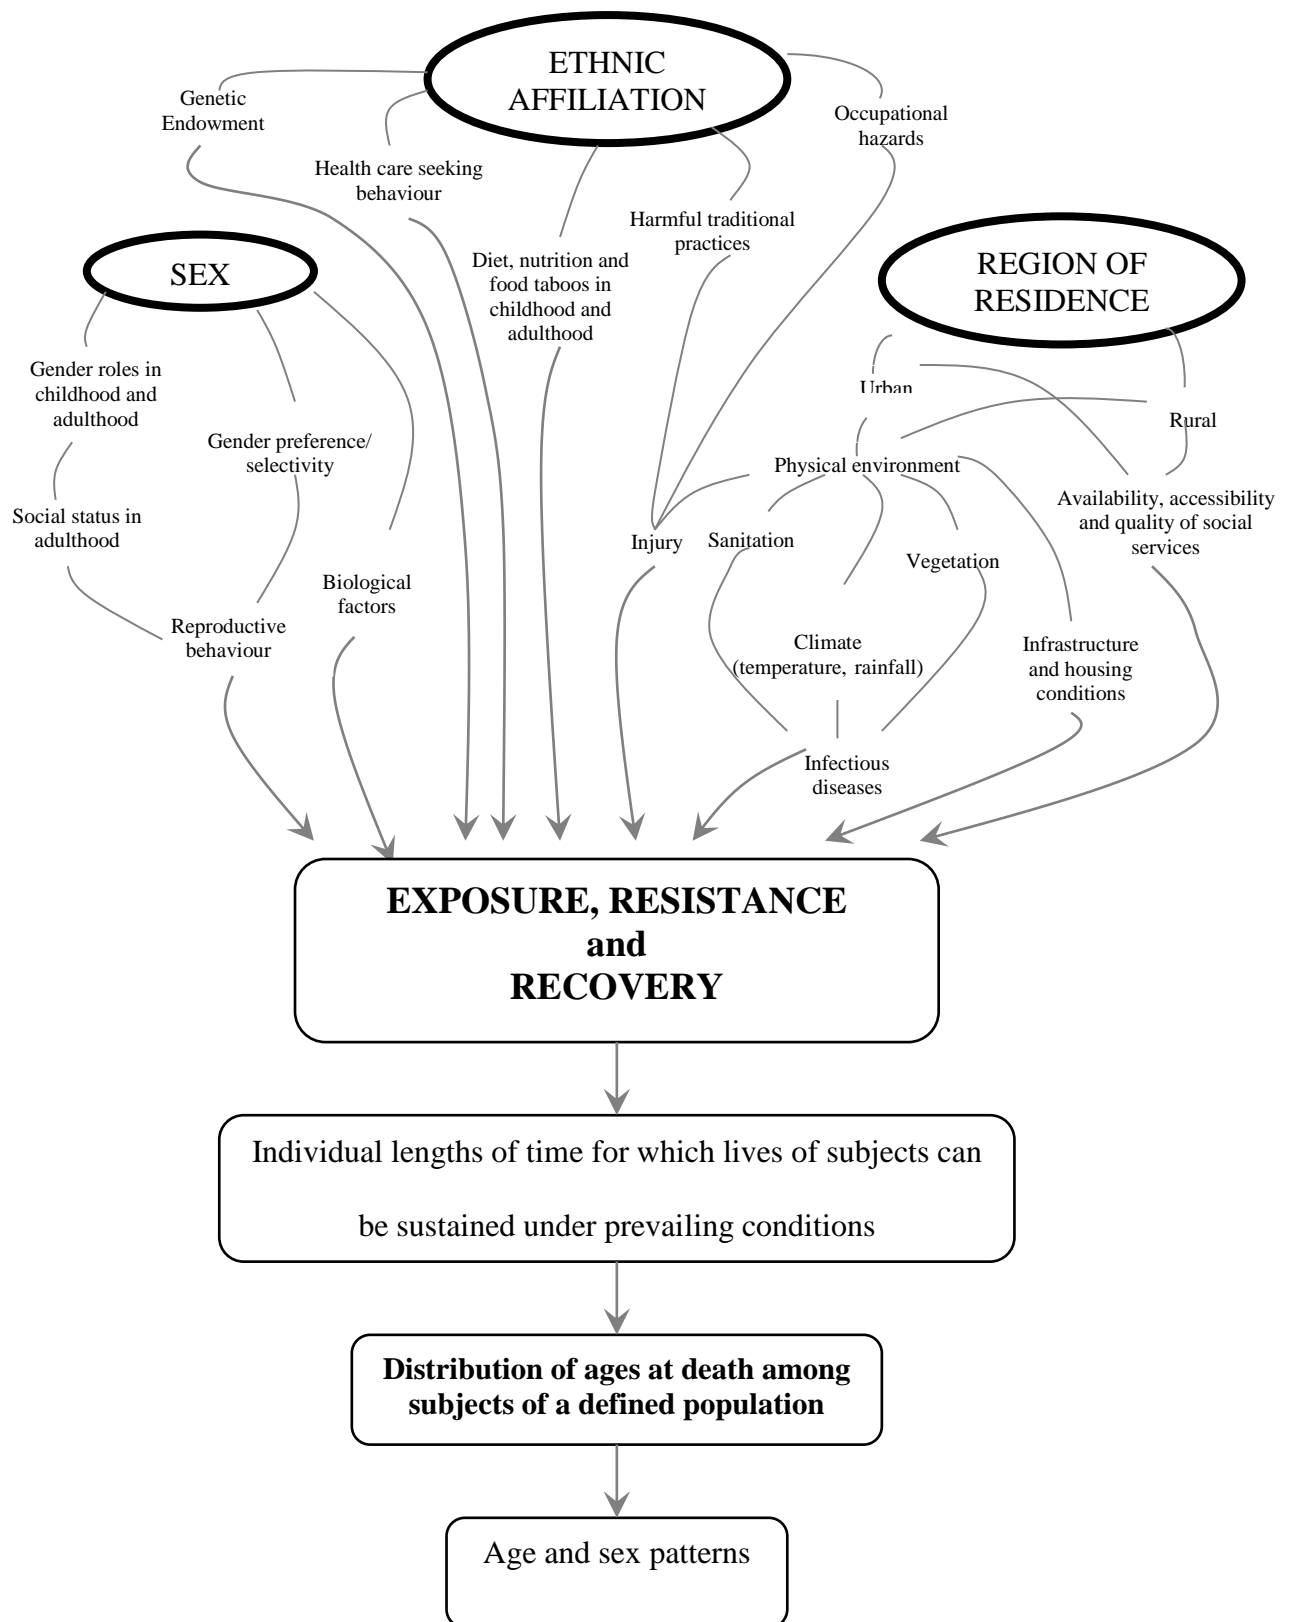 ETHNIC
AFFILIATION
Genetic
Endowment
Occupational
hazards
Health care seeking
behaviour
Harmful traditional
practices
SEX
Diet, nutrition and
food taboos in
childhood and
adulthood
REGION OF
RESIDENCE
Gender roles in
childhood and
adulthood
Urban
Rural
Gender preference/
selectivity
Physical environment
Availability, accessibility
and quality of social
services
Social status in
adulthood
Injury
Sanitation
Vegetation
Biological
factors
Reproductive
behaviour
Climate
(temperature, rainfall)
Infrastructure
and housing
conditions
Infectious
diseases
EXPOSURE, RESISTANCE
and
RECOVERY
Individual lengths of time for which lives of subjects can
be sustained under prevailing conditions
Distribution of ages at death among
subjects of a defined population
Age and sex patterns